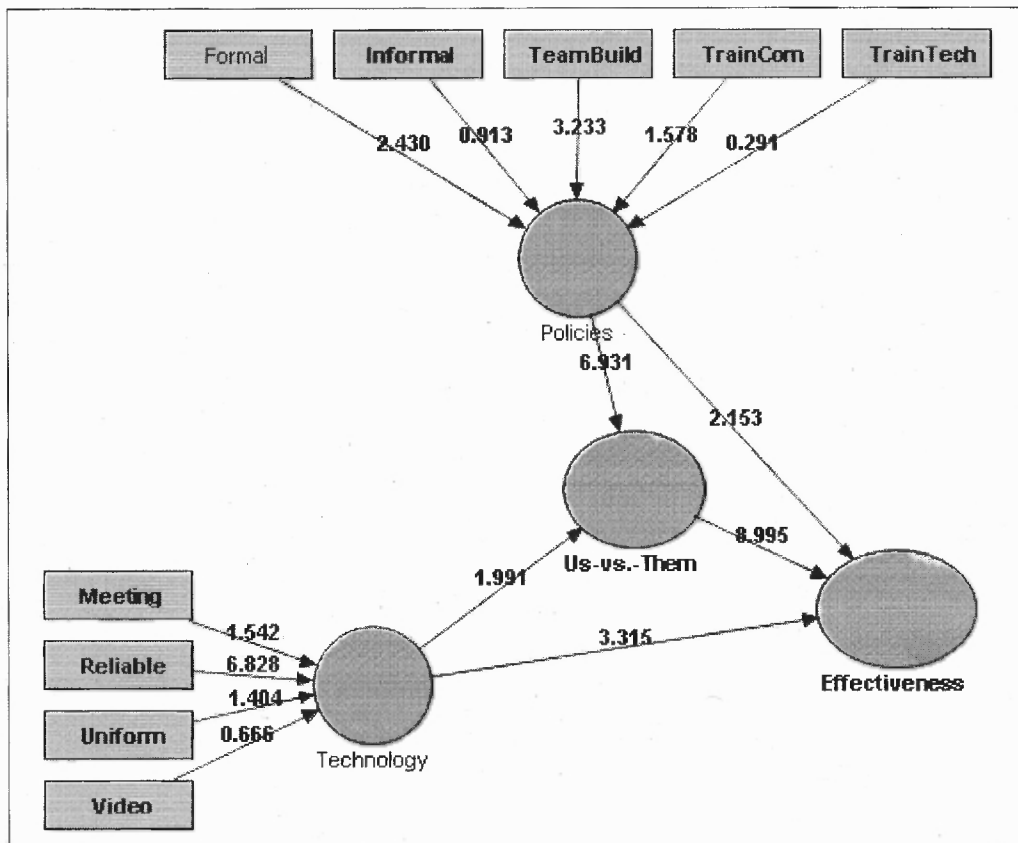 Formal
Informal
TeamBuild
TrainCom
TrainTech
2.430
0.913
3.233
1.578
0.291
Policies
6.931
2.153
Us-vs.-Them
8.995
1.991
Meeting
Reliable
Uniform
Video
1.542
6.828
1.404
0.666
Technology
3.315
Effectiveness